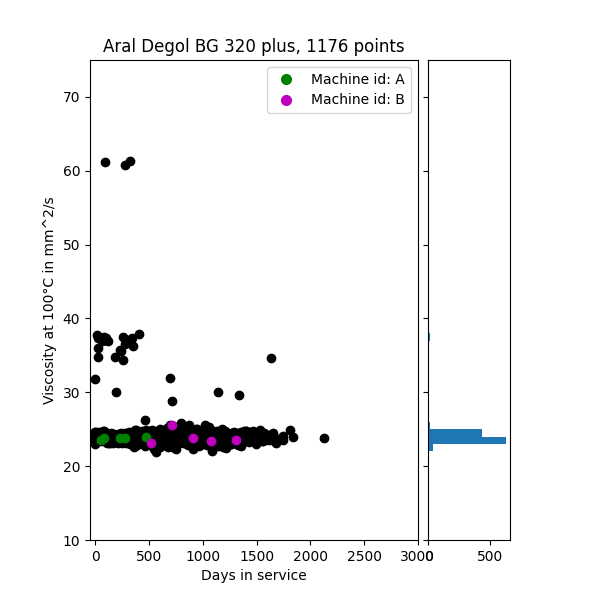 Aral Degol BG 320 plus, 1176 points
Machine id: A
Machine id: B
Viscosity at 100°C in mm^2/s
70
60
50
40
30
20
10
0 500 1000 1500 2000 2500 3000
0 500
Days in service